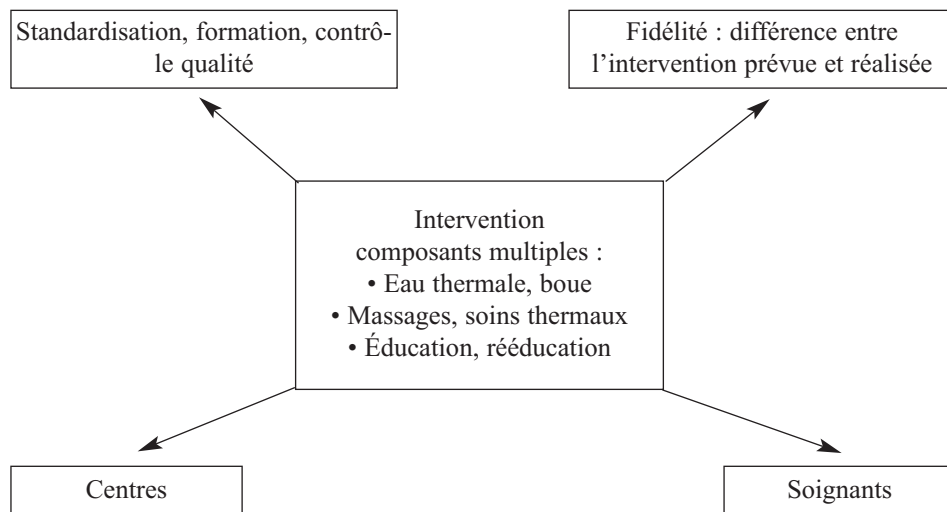 Standardisation, formation, contrô-
le qualité
Fidélité : différence entre
l’intervention prévue et réalisée
Intervention
composants multiples :
• Eau thermale, boue
• Massages, soins thermaux
• Éducation, rééducation
Centres
Soignants